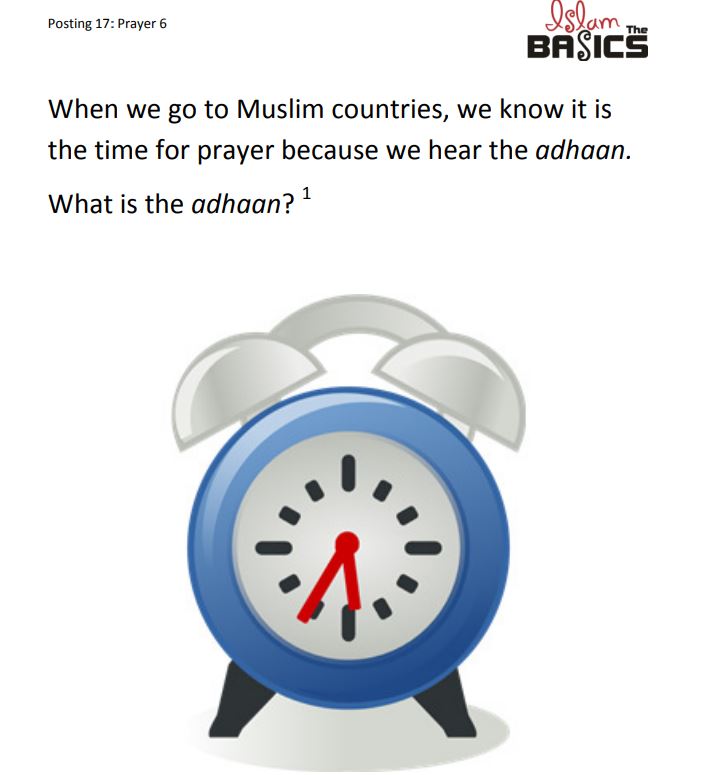 Posting 17: Prayer 6
Islam The
BASICS
When we go to Muslim countries, we know it is
the time for prayer because we hear the adhaan.
What is the adhaan? 1